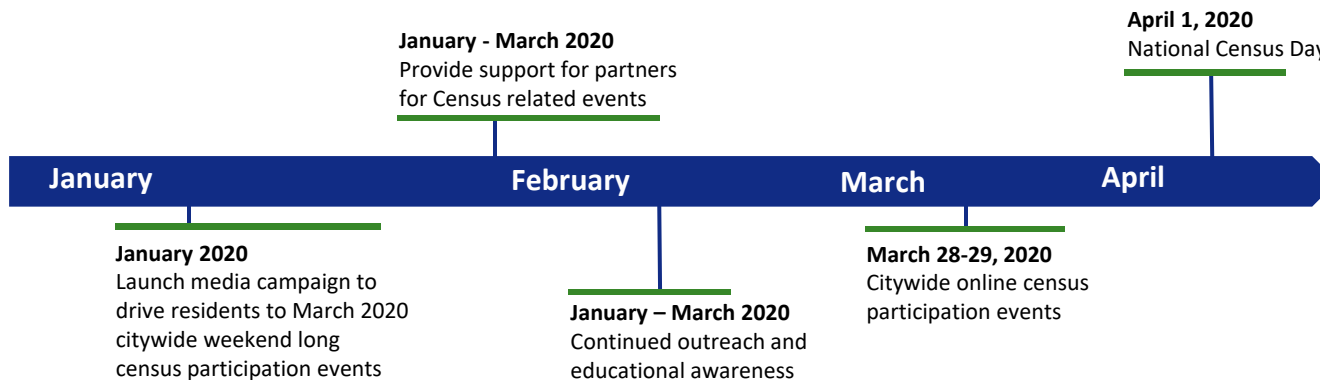 January - March 2020
Provide support for partners
for Census related events
April 1, 2020
National Census Day
January
February
March
April
January 2020
Launch media campaign to
drive residents to March 2020
citywide weekend long
census participation events
January – March 2020
Continued outreach and
educational awareness
March 28-29, 2020
Citywide online census
participation events